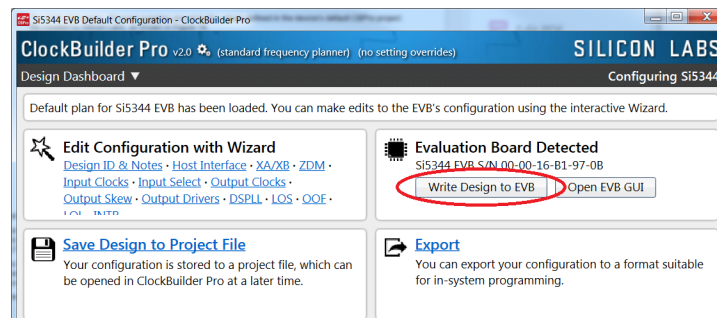 Si5344 EVB Default Configuration - ClockBuilder Pro
ClockBuilder Pro v2.0 (standard frequency planner) (no setting overrides) SILICON LABS
Design Dashboard ▼ Configuring Si5344
Default plan for Si5344 EVB has been loaded. You can make edits to the EVB's configuration using the interactive Wizard.
Edit Configuration with Wizard
Design ID & Notes · Host Interface · XA/XB · ZDM ·
Input Clocks · Input Select · Output Clocks ·
Output Skew · Output Drivers · DSPLL · LOS · OOF ·
LOL · INTR
Evaluation Board Detected
Si5344 EVB S/N 00-00-16-B1-97-0B
Write Design to EVB Open EVB GUI
Save Design to Project File
Your configuration is stored to a project file, which can
be opened in ClockBuilder Pro at a later time.
Export
You can export your configuration to a format suitable
for in-system programming.